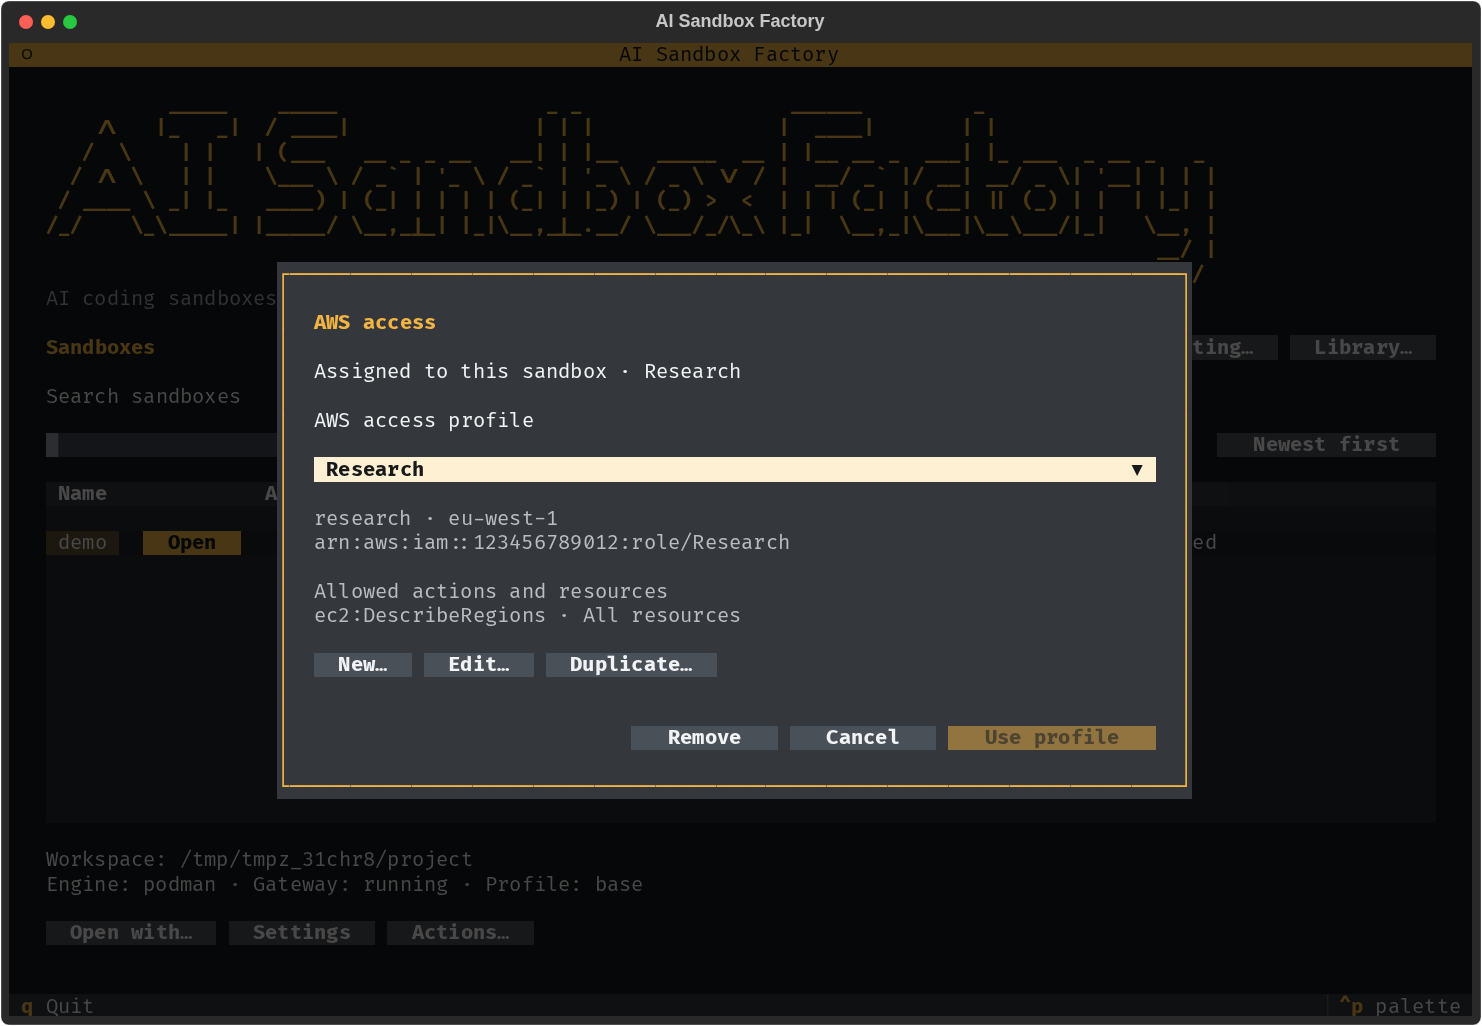 AI Sandbox Factory
O AI Sandbox Factory
AI Sandbox Factory
AI coding sandboxes
Sandboxes
ting…
Library…
Search sandboxes
Newest first
Name
A
demo
Open
ed
AWS access
Assigned to this sandbox · Research
AWS access profile
Research ▼
research · eu-west-1
arn:aws:iam::123456789012:role/Research
Allowed actions and resources
ec2:DescribeRegions · All resources
New… Edit… Duplicate…
Remove Cancel Use profile
Workspace: /tmp/tmpz_31chr8/project
Engine: podman · Gateway: running · Profile: base
Open with… Settings Actions…
q Quit
^p palette